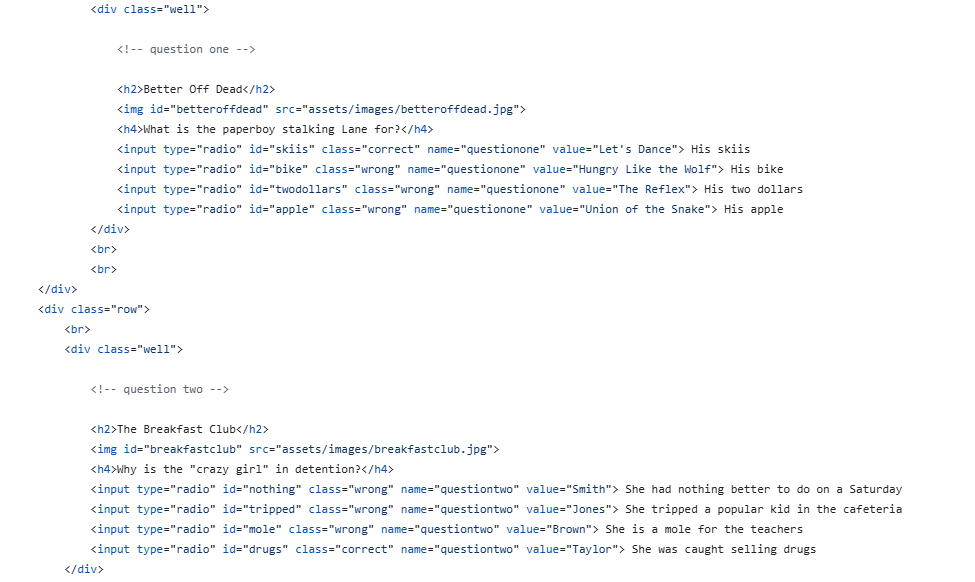 <div class="well">
<!-- question one -->
<h2>Better Off Dead</h2>
<img id="betteroffdead" src="assets/images/betteroffdead.jpg">
<h4>What is the paperboy stalking Lane for?</h4>
<input type="radio" id="skiis" class="correct" name="questionone" value="Let's Dance"> His skiis
<input type="radio" id="bike" class="wrong" name="questionone" value="Hungry Like the Wolf"> His bike
<input type="radio" id="twodollars" class="wrong" name="questionone" value="The Reflex"> His two dollars
<input type="radio" id="apple" class="wrong" name="questionone" value="Union of the Snake"> His apple
</div>
<br>
<br>
</div>
<div class="row">
<br>
<div class="well">
<!-- question two -->
<h2>The Breakfast Club</h2>
<img id="breakfastclub" src="assets/images/breakfastclub.jpg">
<h4>Why is the "crazy girl" in detention?</h4>
<input type="radio" id="nothing" class="wrong" name="questiontwo" value="Smith"> She had nothing better to do on a Saturday
<input type="radio" id="tripped" class="wrong" name="questiontwo" value="Jones"> She tripped a popular kid in the cafeteria
<input type="radio" id="mole" class="wrong" name="questiontwo" value="Brown"> She is a mole for the teachers
<input type="radio" id="drugs" class="correct" name="questiontwo" value="Taylor"> She was caught selling drugs
</div>